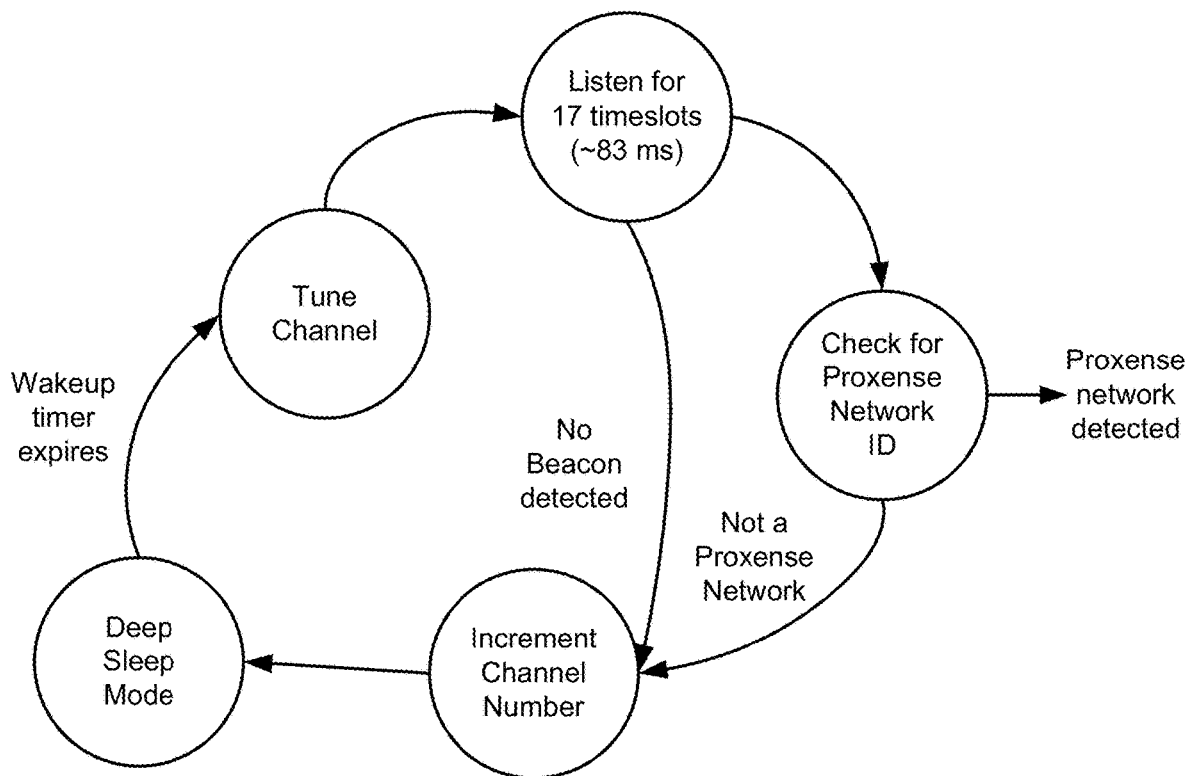 Listen for
17 timeslots
(~83 ms)
Tune
Channel
Check for
Proxense
Network
ID
Proxense
network
detected
Wakeup
timer
expires
No
Beacon
detected
Not a
Proxense
Network
Deep
Sleep
Mode
Increment
Channel
Number